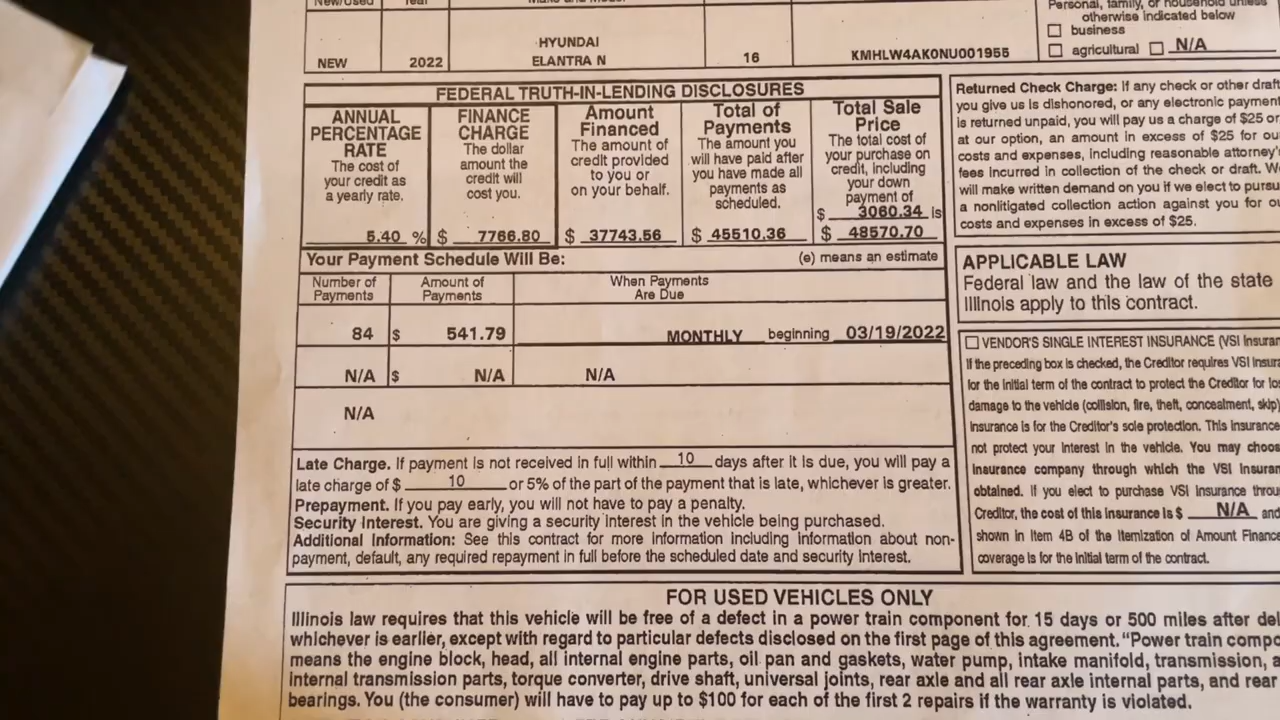 New/Used Year Make and Model
Personal, family, or household unless
otherwise indicated below
☐ business
☐ agricultural ☐ N/A
HYUNDAI
NEW 2022 ELANTRA N 16 KMHLW4AK0NU001955
FEDERAL TRUTH-IN-LENDING DISCLOSURES
ANNUAL
PERCENTAGE
RATE
The cost of
your credit as
a yearly rate.
5.40 %
FINANCE
CHARGE
The dollar
amount the
credit will
cost you.
$ 7766.80
Amount
Financed
The amount of
credit provided
to you or
on your behalf.
$ 37743.56
Total of
Payments
The amount you
will have paid after
you have made all
payments as
scheduled.
$ 45510.36
Total Sale
Price
The total cost of
your purchase on
credit, including
your down
payment of
$ 3060.34 is
$ 48570.70
Your Payment Schedule Will Be: (e) means an estimate
Number of
Payments
Amount of
Payments
When Payments
Are Due
84 $ 541.79 MONTHLY beginning 03/19/2022
N/A $ N/A N/A
N/A
Late Charge. If payment is not received in full within 10 days after it is due, you will pay a
late charge of $ 10 or 5% of the part of the payment that is late, whichever is greater.
Prepayment. If you pay early, you will not have to pay a penalty.
Security Interest. You are giving a security interest in the vehicle being purchased.
Additional Information: See this contract for more information including information about non-
payment, default, any required repayment in full before the scheduled date and security interest.
Returned Check Charge: If any check or other draft
you give us is dishonored, or any electronic payment
is returned unpaid, you will pay us a charge of $25 or,
at our option, an amount in excess of $25 for our
costs and expenses, including reasonable attorney's
fees incurred in collection of the check or draft. We
will make written demand on you if we elect to pursu
a nonlitigated collection action against you for ou
costs and expenses in excess of $25.
APPLICABLE LAW
Federal law and the law of the state
Illinois apply to this contract.
☐ VENDOR'S SINGLE INTEREST INSURANCE (VSI Insuran
If the preceding box is checked, the Creditor requires VSI insura
for the initial term of the contract to protect the Creditor for los
damage to the vehicle (collision, fire, theft, concealment, skip)
insurance is for the Creditor's sole protection. This insurance
not protect your interest in the vehicle. You may choos
insurance company through which the VSI Insuran
obtained. If you elect to purchase VSI Insurance throu
Creditor, the cost of this insurance is $ N/A and
shown in Item 4B of the Itemization of Amount Finance
coverage is for the initial term of the contract.
FOR USED VEHICLES ONLY
Illinois law requires that this vehicle will be free of a defect in a power train component for 15 days or 500 miles after del
whichever is earlier, except with regard to particular defects disclosed on the first page of this agreement. "Power train compo
means the engine block, head, all internal engine parts, oil pan and gaskets, water pump, intake manifold, transmission, a
internal transmission parts, torque converter, drive shaft, universal joints, rear axle and all rear axle internal parts, and rear
bearings. You (the consumer) will have to pay up to $100 for each of the first 2 repairs if the warranty is violated.